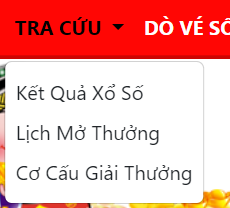 TRA CỨU DÒ VÉ SỐ
Kết Quả Xổ Số
Lịch Mở Thưởng
Cơ Cấu Giải Thưởng